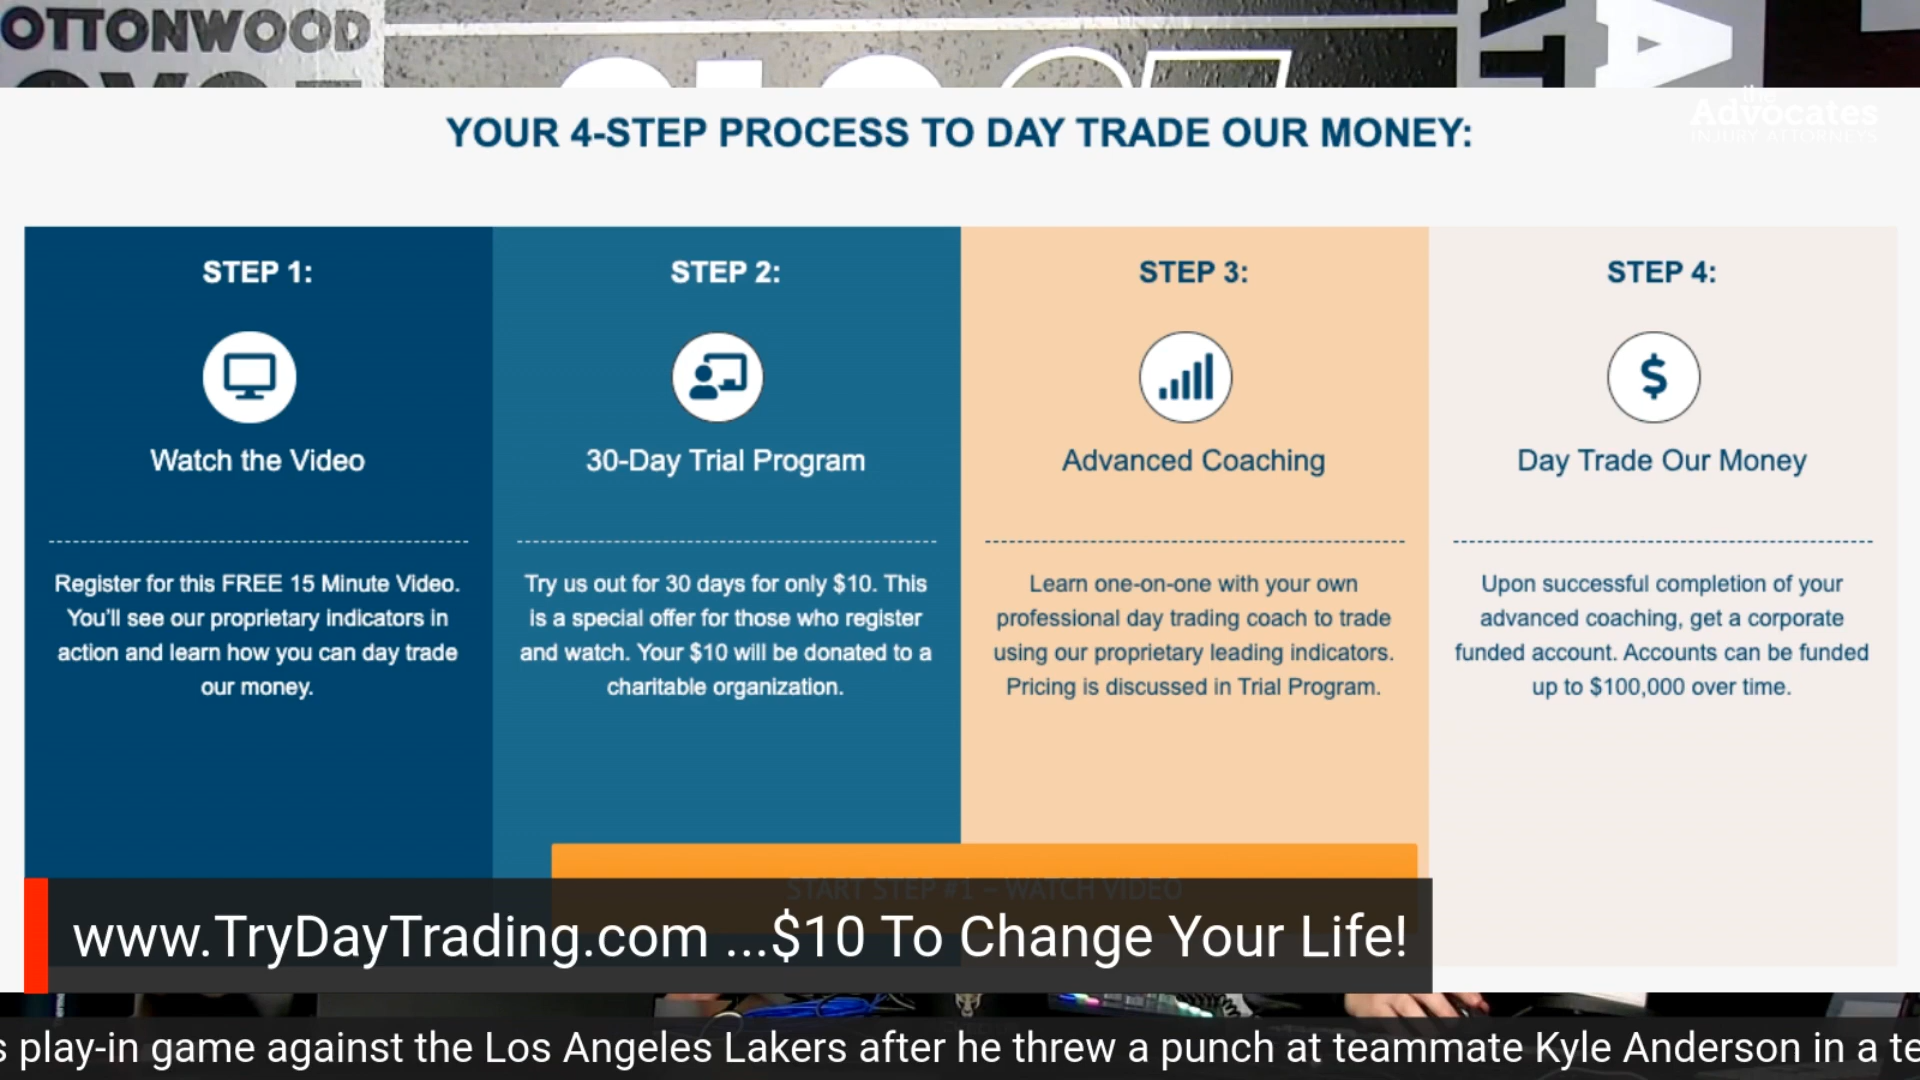 OTTONWOOD
the
Advocates
INJURY ATTORNEYS
YOUR 4-STEP PROCESS TO DAY TRADE OUR MONEY:
STEP 1:
Watch the Video
Register for this FREE 15 Minute Video.
You'll see our proprietary indicators in
action and learn how you can day trade
our money.
STEP 2:
30-Day Trial Program
Try us out for 30 days for only $10. This
is a special offer for those who register
and watch. Your $10 will be donated to a
charitable organization.
STEP 3:
Advanced Coaching
Learn one-on-one with your own
professional day trading coach to trade
using our proprietary leading indicators.
Pricing is discussed in Trial Program.
STEP 4:
$
Day Trade Our Money
Upon successful completion of your
advanced coaching, get a corporate
funded account. Accounts can be funded
up to $100,000 over time.
START STEP #1 – WATCH VIDEO
www.TryDayTrading.com ...$10 To Change Your Life!
s play-in game against the Los Angeles Lakers after he threw a punch at teammate Kyle Anderson in a te